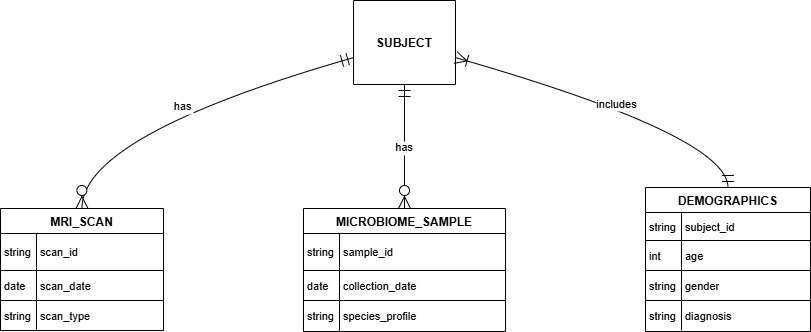 SUBJECT
has
has
includes
MRI_SCAN
string scan_id
date scan_date
string scan_type
MICROBIOME_SAMPLE
string sample_id
date collection_date
string species_profile
DEMOGRAPHICS
string subject_id
int age
string gender
string diagnosis